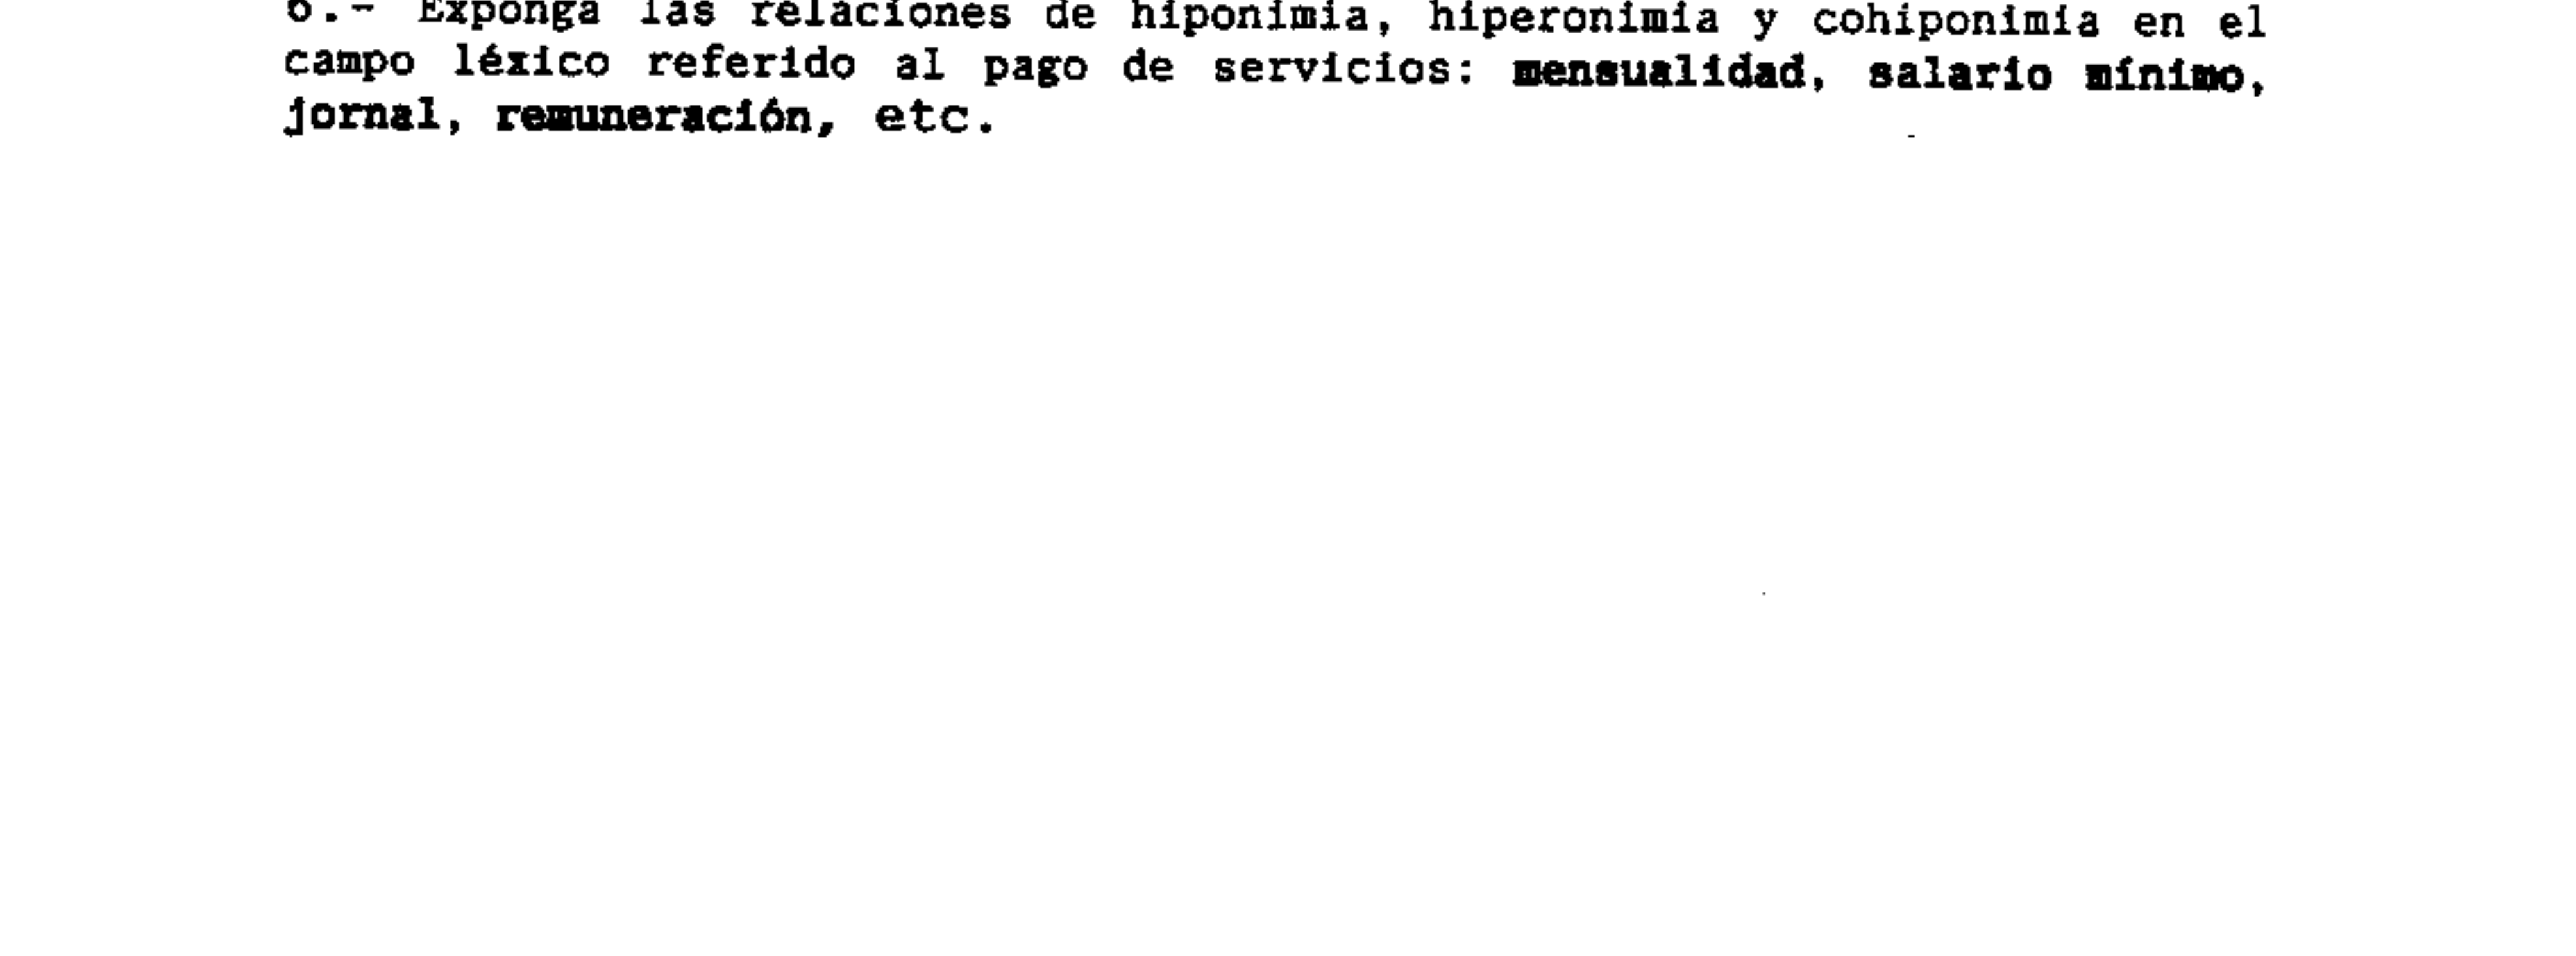 6.- Exponga las relaciones de hiponimia, hiperonimia y cohiponimia en el
campo léxico referido al pago de servicios: mensualidad, salario mínimo,
jornal, remuneración, etc.